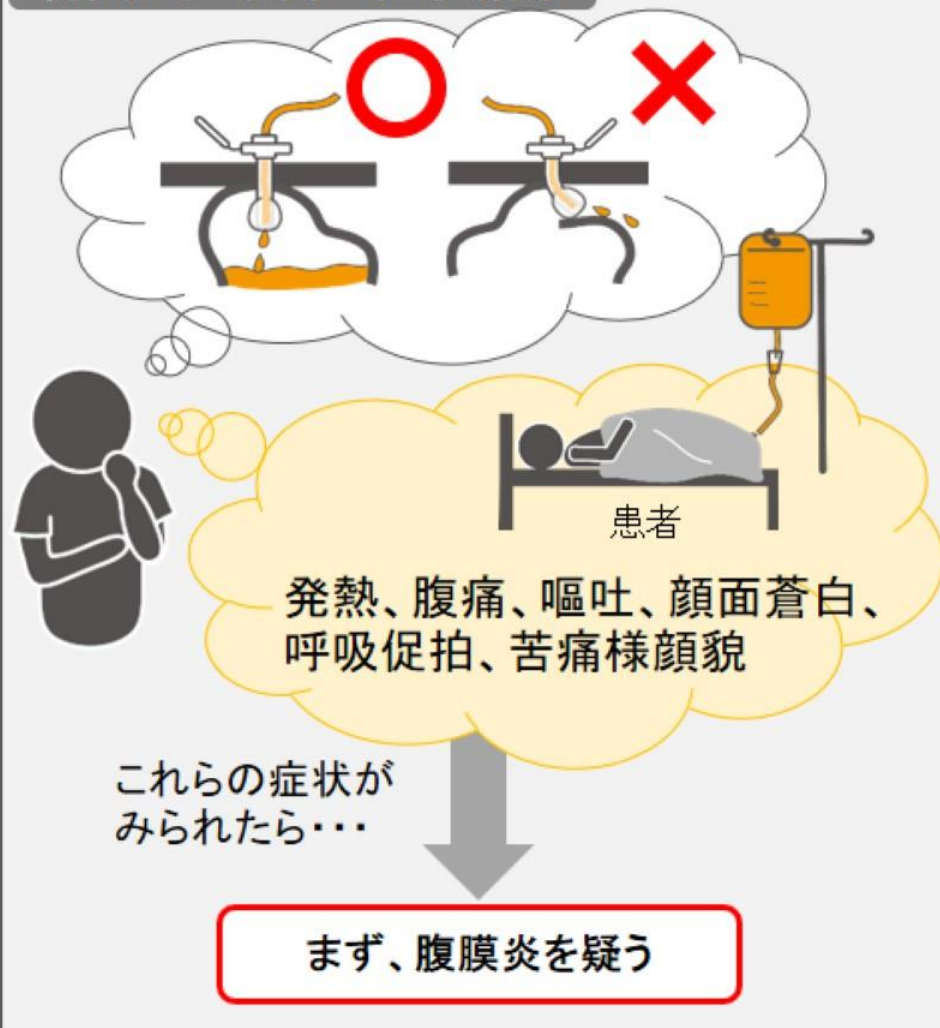 患者
発熱、腹痛、嘔吐、顔面蒼白、
呼吸促拍、苦痛様顔貌
これらの症状が
みられたら・・・
まず、腹膜炎を疑う